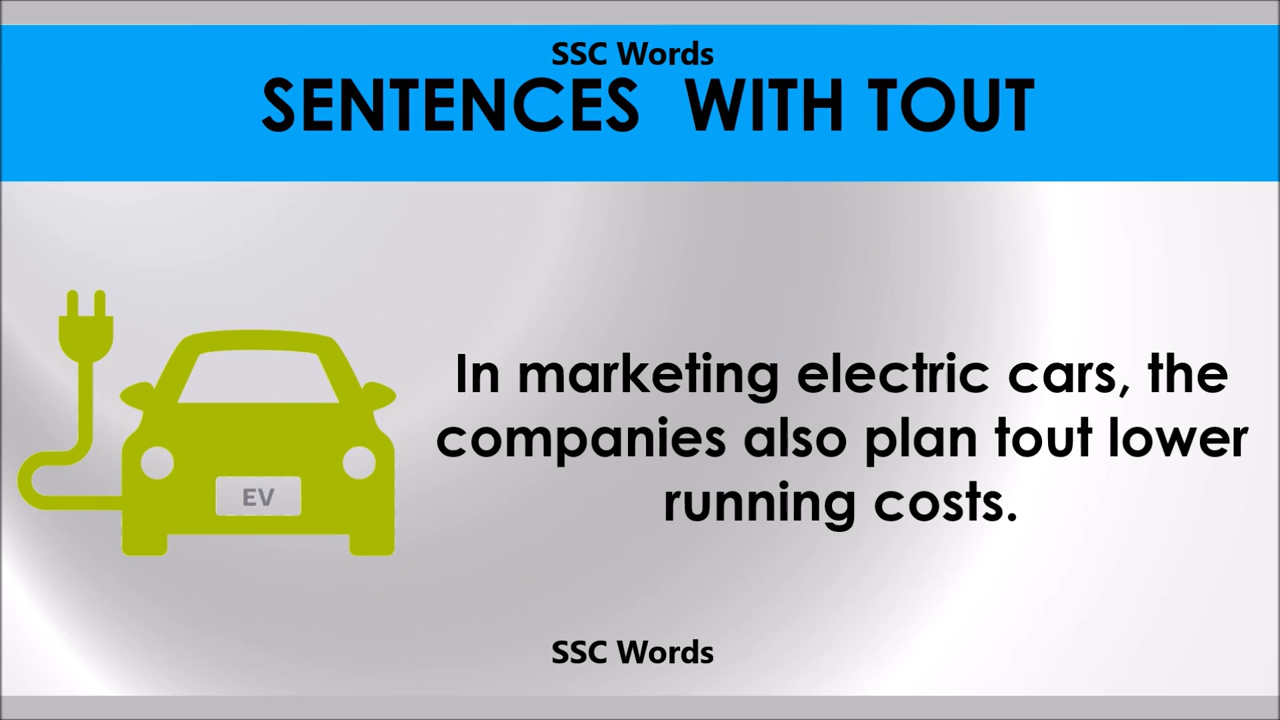 SSC Words
SENTENCES WITH TOUT
In marketing electric cars, the
companies also plan tout lower
running costs.
EV
SSC Words